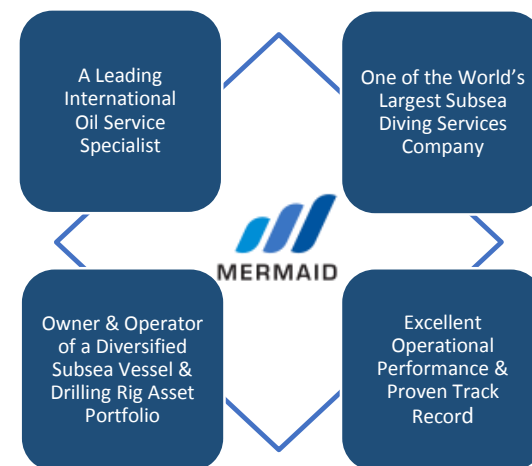 A Leading
International
Oil Service
Specialist
One of the World’s
Largest Subsea
Diving Services
Company
MERMAID
Owner & Operator
of a Diversified
Subsea Vessel &
Drilling Rig Asset
Portfolio
Excellent
Operational
Performance &
Proven Track
Record